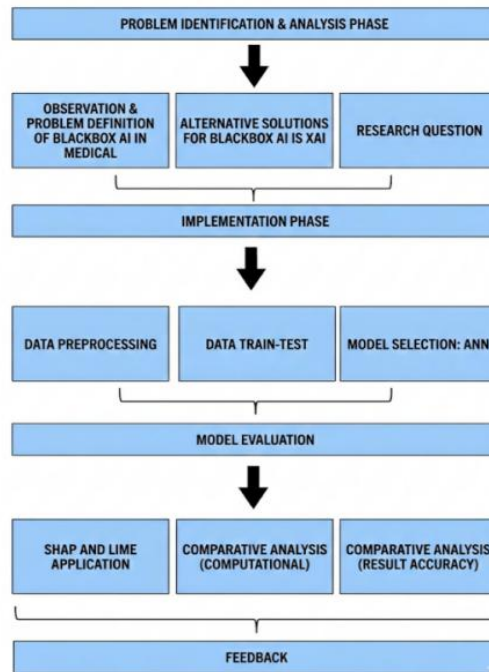 PROBLEM IDENTIFICATION & ANALYSIS PHASE
OBSERVATION &
PROBLEM DEFINITION
OF BLACKBOX AI IN
MEDICAL
ALTERNATIVE SOLUTIONS
FOR BLACKBOX AI IS XAI
RESEARCH QUESTION
IMPLEMENTATION PHASE
DATA PREPROCESSING
DATA TRAIN-TEST
MODEL SELECTION: ANN
MODEL EVALUATION
SHAP AND LIME
APPLICATION
COMPARATIVE ANALYSIS
(COMPUTATIONAL)
COMPARATIVE ANALYSIS
(RESULT ACCURACY)
FEEDBACK